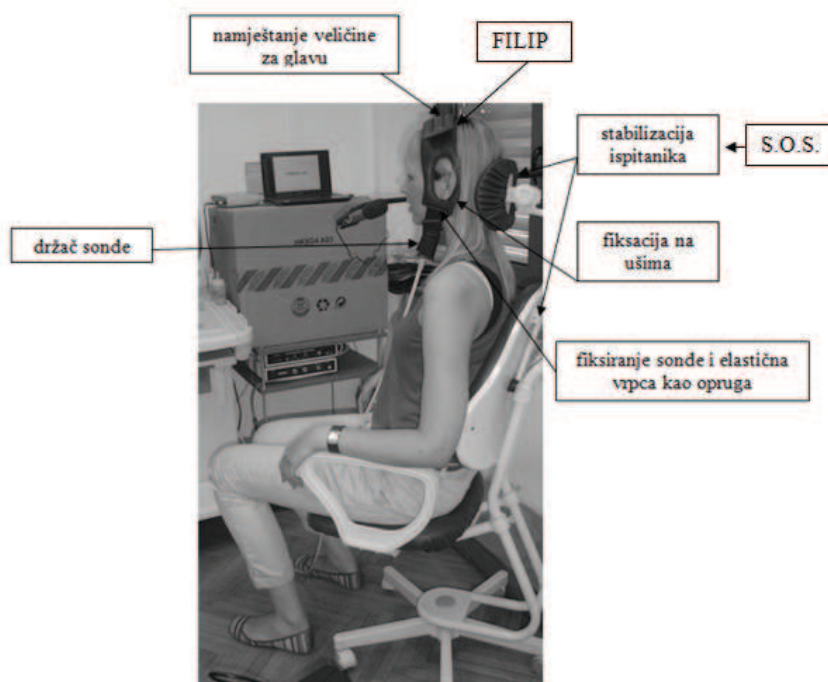 namještanje veličine
za glavu
FILIP
stabilizacija
ispitanika
S.O.S.
držač sonde
fiksacija na
ušima
fiksiranje sonde i elastična
vrpca kao opruga